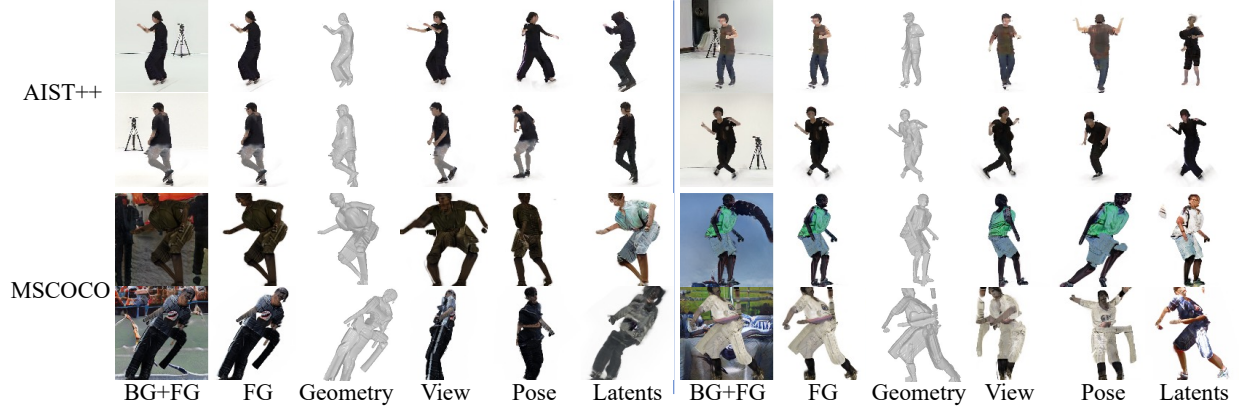 AIST++
MSCOCO
BG+FG FG Geometry View Pose Latents BG+FG FG Geometry View Pose Latents